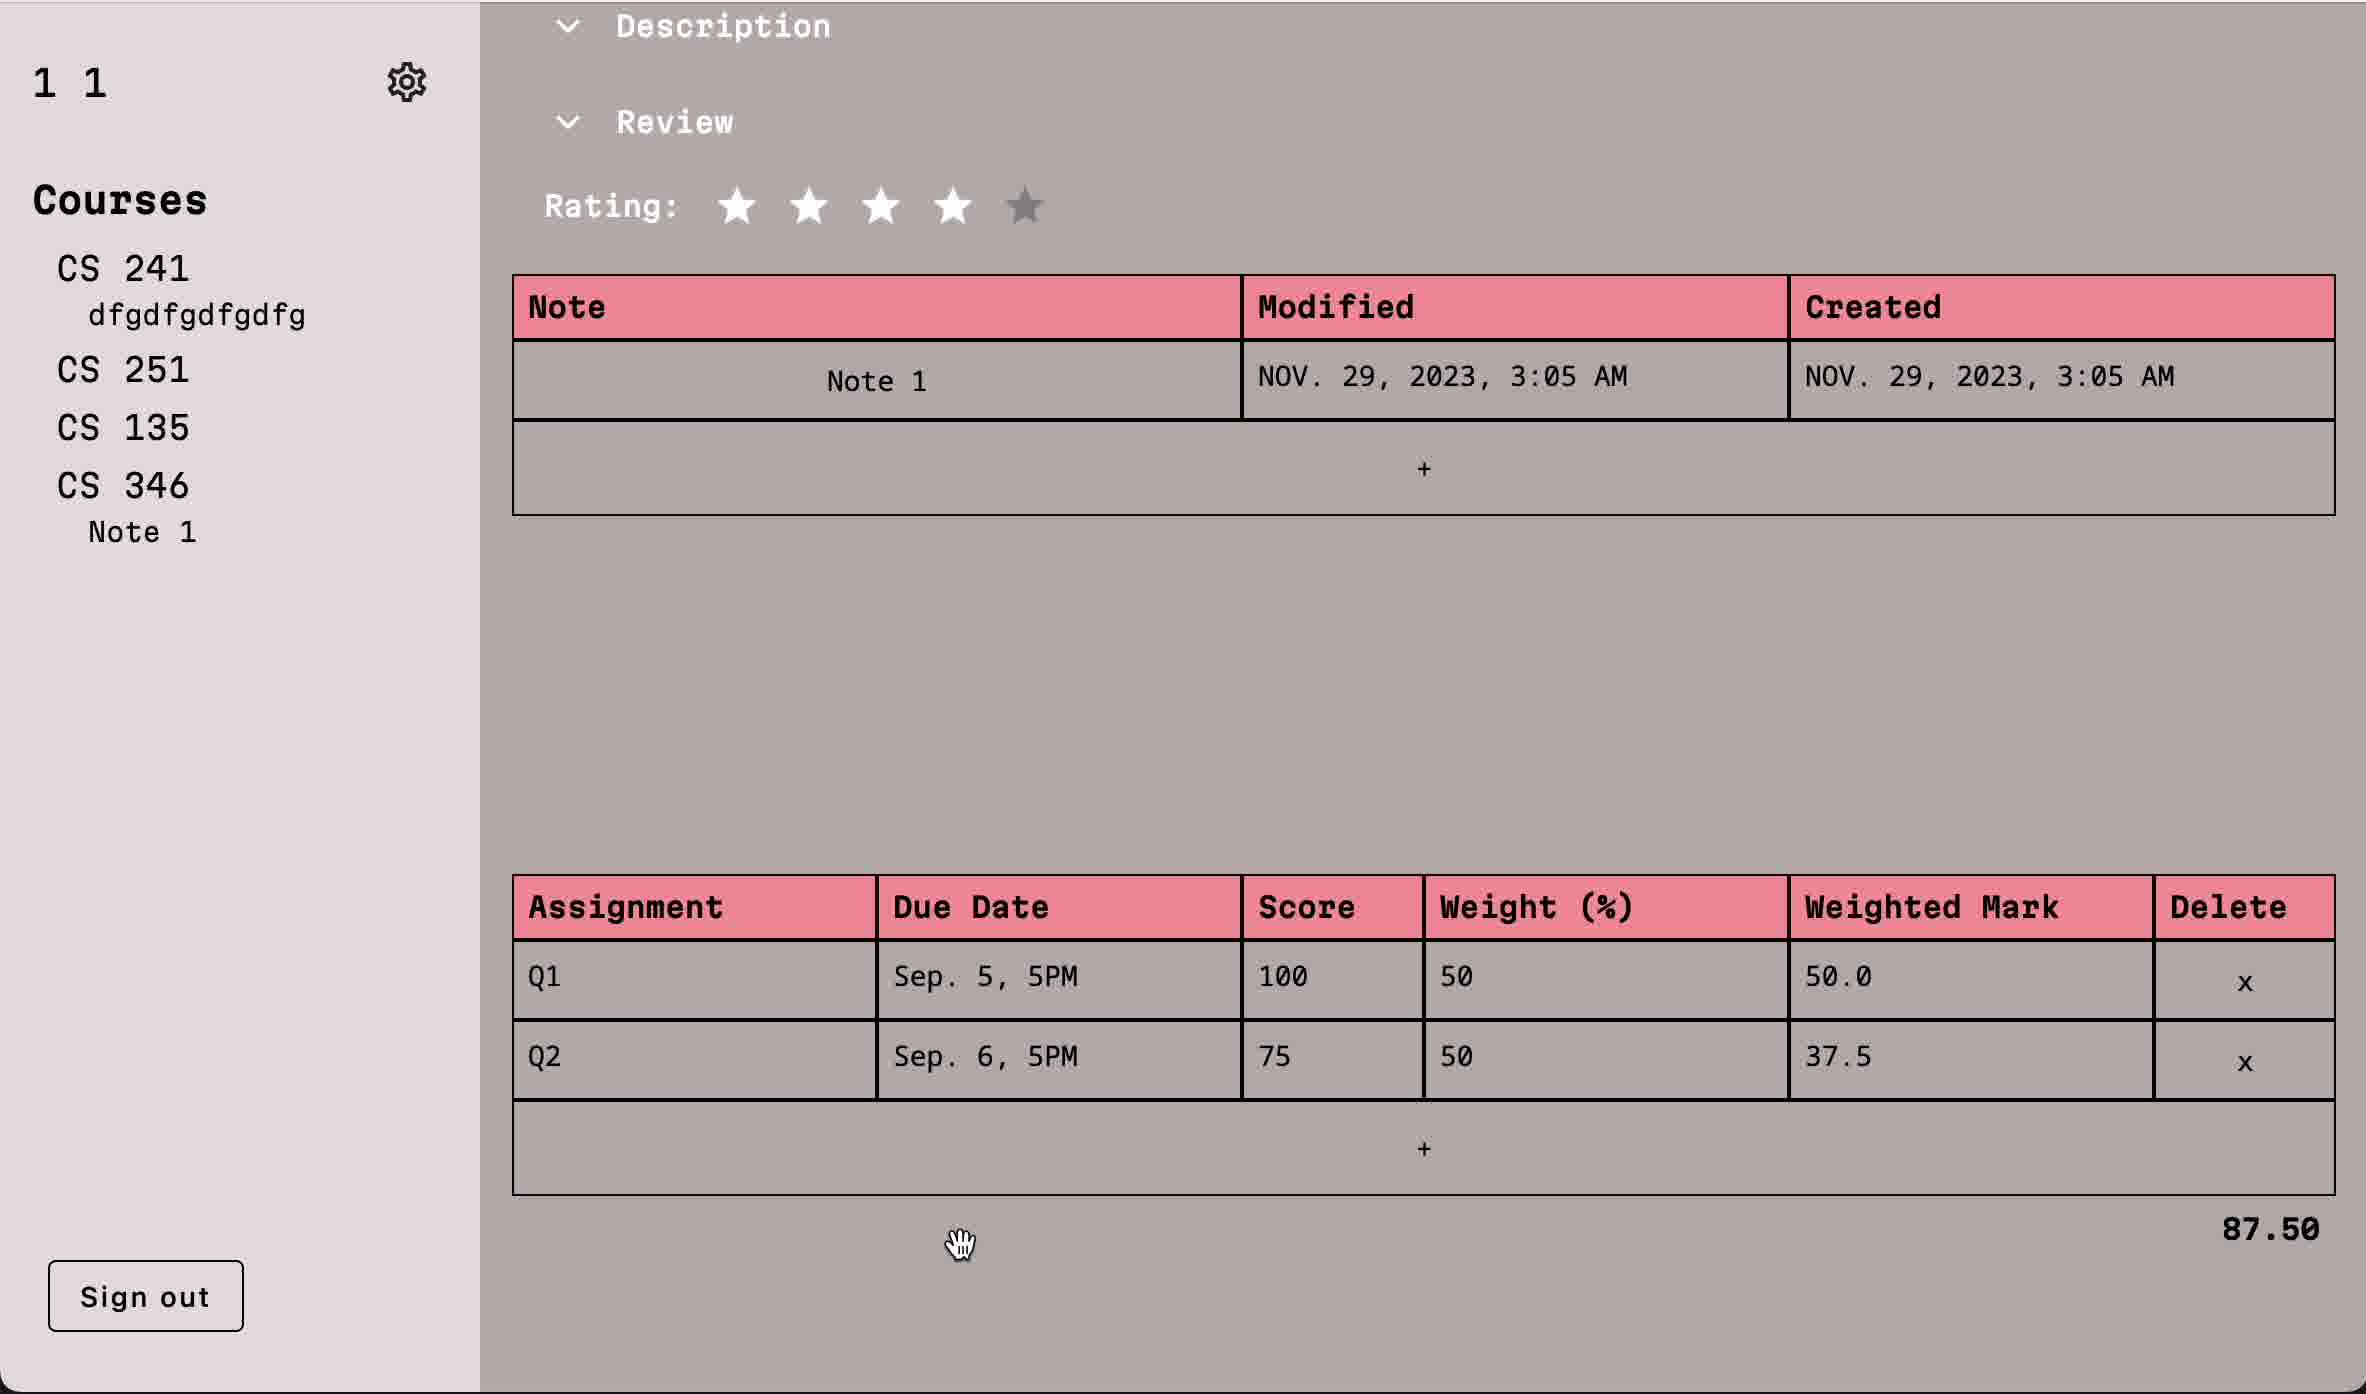 1 1
Courses
CS 241
dfgdfgdfgdfg
CS 251
CS 135
CS 346
Note 1
Sign out
Description
Review
Rating:
Note Modified Created
Note 1 NOV. 29, 2023, 3:05 AM NOV. 29, 2023, 3:05 AM
+
Assignment Due Date Score Weight (%) Weighted Mark Delete
Q1 Sep. 5, 5PM 100 50 50.0 x
Q2 Sep. 6, 5PM 75 50 37.5 x
+
87.50